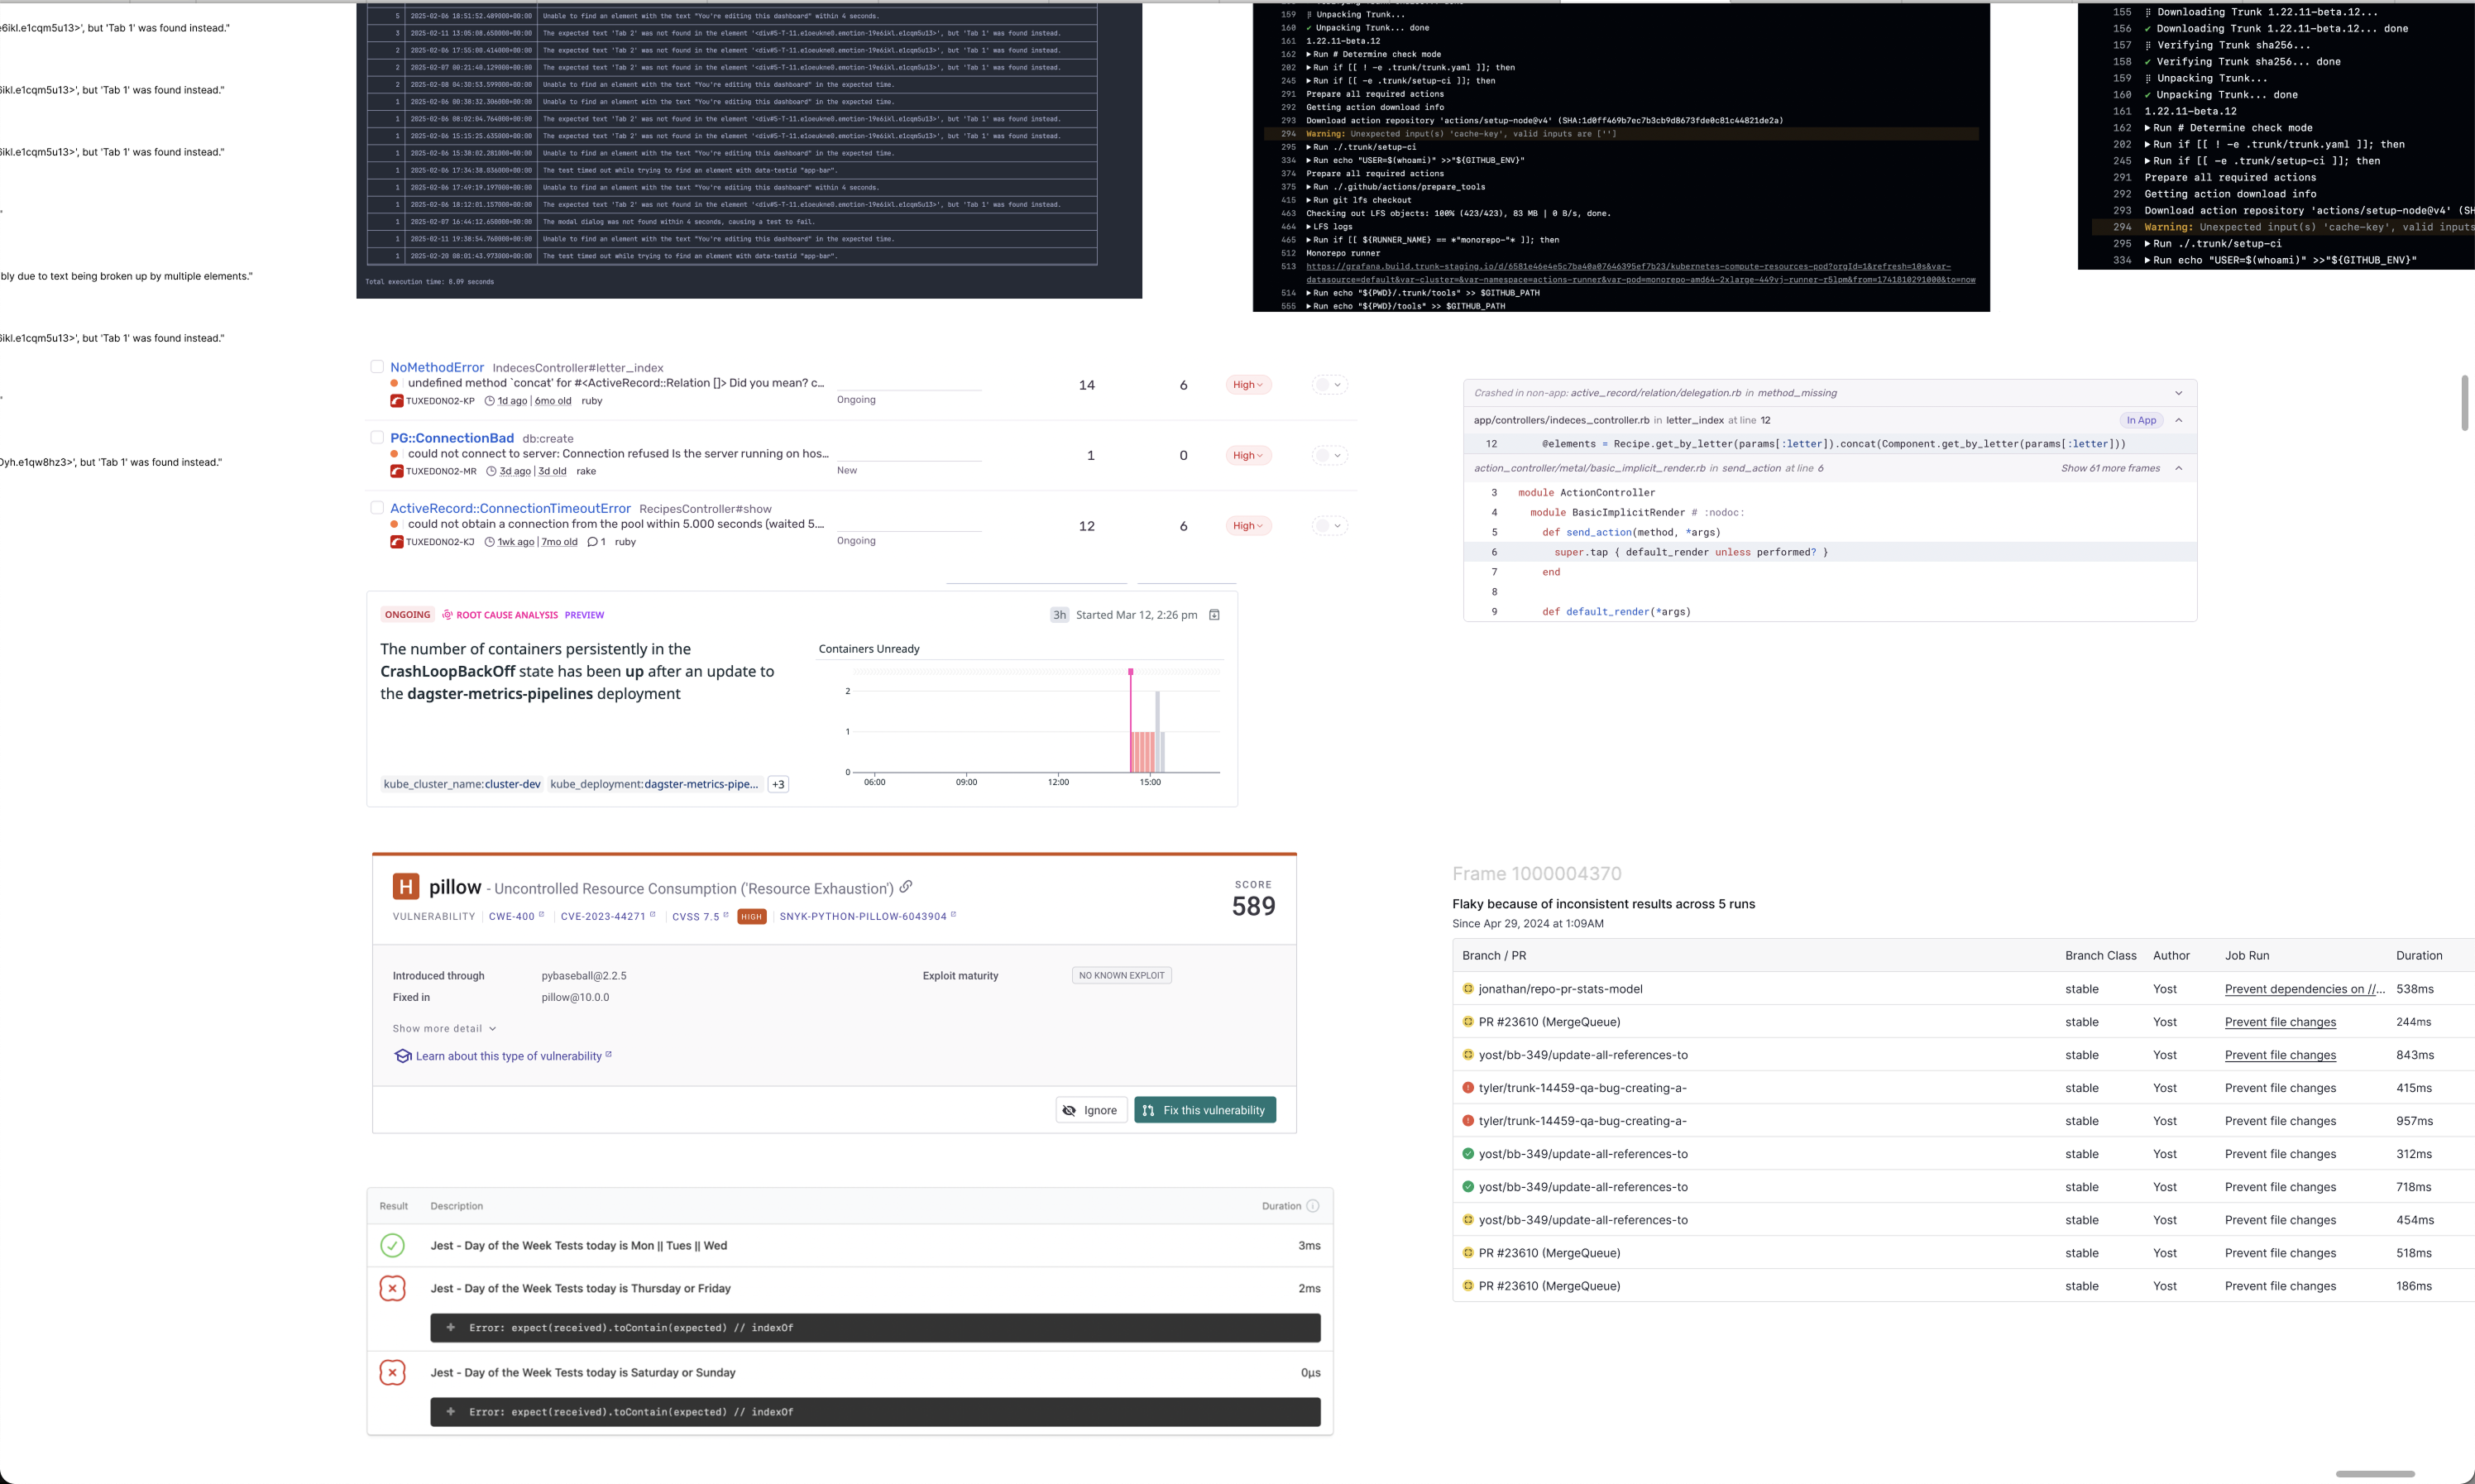 6ikl.e1cqm5u13>', but 'Tab 1' was found instead."
6ikl.e1cqm5u13>', but 'Tab 1' was found instead."
6ikl.e1cqm5u13>', but 'Tab 1' was found instead."
"
bly due to text being broken up by multiple elements."
6ikl.e1cqm5u13>', but 'Tab 1' was found instead."
"
0yh.e1qw8hz3>', but 'Tab 1' was found instead."
5 2025-02-06 18:51:52.489000+00:00 Unable to find an element with the text "You're editing this dashboard" within 4 seconds.
3 2025-02-11 13:05:08.658000+00:00 The expected text 'Tab 2' was not found in the element '<div#5-T-11.e1oeukne0.emotion-19e6ikl.e1cqm5u13>', but 'Tab 1' was found instead.
2 2025-02-06 17:55:00.414000+00:00 The expected text 'Tab 2' was not found in the element '<div#5-T-11.e1oeukne0.emotion-19e6ikl.e1cqm5u13>', but 'Tab 1' was found instead.
2 2025-02-07 00:21:40.129000+00:00 The expected text 'Tab 2' was not found in the element '<div#5-T-11.e1oeukne0.emotion-19e6ikl.e1cqm5u13>', but 'Tab 1' was found instead.
2 2025-02-08 04:30:53.599000+00:00 Unable to find an element with the text "You're editing this dashboard" in the expected time.
1 2025-02-06 00:38:32.306000+00:00 Unable to find an element with the text "You're editing this dashboard" in the expected time.
1 2025-02-06 08:02:04.764000+00:00 The expected text 'Tab 2' was not found in the element '<div#5-T-11.e1oeukne0.emotion-19e6ikl.e1cqm5u13>', but 'Tab 1' was found instead.
1 2025-02-06 15:15:25.635000+00:00 The expected text 'Tab 2' was not found in the element '<div#5-T-11.e1oeukne0.emotion-19e6ikl.e1cqm5u13>', but 'Tab 1' was found instead.
1 2025-02-06 15:38:02.281000+00:00 Unable to find an element with the text "You're editing this dashboard" in the expected time.
1 2025-02-06 17:34:38.036000+00:00 The test timed out while trying to find an element with data-testid "app-bar".
1 2025-02-06 17:49:19.197000+00:00 Unable to find an element with the text "You're editing this dashboard" within 4 seconds.
1 2025-02-06 18:12:01.157000+00:00 The expected text 'Tab 2' was not found in the element '<div#5-T-11.e1oeukne0.emotion-19e6ikl.e1cqm5u13>', but 'Tab 1' was found instead.
1 2025-02-07 16:44:12.650000+00:00 The modal dialog was not found within 4 seconds, causing a test to fail.
1 2025-02-11 19:38:54.760000+00:00 Unable to find an element with the text "You're editing this dashboard" in the expected time.
1 2025-02-20 08:01:43.973000+00:00 The test timed out while trying to find an element with data-testid "app-bar".
Total execution time: 8.09 seconds
159 ⣿ Unpacking Trunk...
160 ✔ Unpacking Trunk... done
161 1.22.11-beta.12
162 ▶Run # Determine check mode
202 ▶Run if [[ ! -e .trunk/trunk.yaml ]]; then
245 ▶Run if [[ -e .trunk/setup-ci ]]; then
291 Prepare all required actions
292 Getting action download info
293 Download action repository 'actions/setup-node@v4' (SHA:1d0ff469b7ec7b3cb9d8673fde0c81c44821de2a)
294 Warning: Unexpected input(s) 'cache-key', valid inputs are ['']
295 ▶Run ./.trunk/setup-ci
334 ▶Run echo "USER=$(whoami)" >>"${GITHUB_ENV}"
374 Prepare all required actions
375 ▶Run ./.github/actions/prepare_tools
415 ▶Run git lfs checkout
463 Checking out LFS objects: 100% (423/423), 83 MB | 0 B/s, done.
464 ▶LFS logs
465 ▶Run if [[ ${RUNNER_NAME} == *"monorepo-"* ]]; then
512 Monorepo runner
513 https://grafana.build.trunk-staging.io/d/6581e46e4e5c7ba40a07646395ef7b23/kubernetes-compute-resources-pod?orgId=1&refresh=10s&var-
datasource=default&var-cluster=&var-namespace=actions-runner&var-pod=monorepo-amd64-2xlarge-449vj-runner-r5lpm&from=1741810291000&to=now
514 ▶Run echo "${PWD}/.trunk/tools" >> $GITHUB_PATH
555 ▶Run echo "${PWD}/tools" >> $GITHUB_PATH
155 ⣿ Downloading Trunk 1.22.11-beta.12...
156 ✔ Downloading Trunk 1.22.11-beta.12... done
157 ⣿ Verifying Trunk sha256...
158 ✔ Verifying Trunk sha256... done
159 ⣿ Unpacking Trunk...
160 ✔ Unpacking Trunk... done
161 1.22.11-beta.12
162 ▶Run # Determine check mode
202 ▶Run if [[ ! -e .trunk/trunk.yaml ]]; then
245 ▶Run if [[ -e .trunk/setup-ci ]]; then
291 Prepare all required actions
292 Getting action download info
293 Download action repository 'actions/setup-node@v4' (SH
294 Warning: Unexpected input(s) 'cache-key', valid inputs
295 ▶Run ./.trunk/setup-ci
334 ▶Run echo "USER=$(whoami)" >>"${GITHUB_ENV}"
NoMethodError IndecesController#letter_index
undefined method `concat' for #<ActiveRecord::Relation []> Did you mean? c...
14 6 High
TUXEDONO2-KP 1d ago | 6mo old ruby
Ongoing
PG::ConnectionBad db:create
could not connect to server: Connection refused Is the server running on hos...
1 0 High
TUXEDONO2-MR 3d ago | 3d old rake
New
ActiveRecord::ConnectionTimeoutError RecipesController#show
could not obtain a connection from the pool within 5.000 seconds (waited 5....
12 6 High
TUXEDONO2-KJ 1wk ago | 7mo old 1 ruby
Ongoing
Crashed in non-app: active_record/relation/delegation.rb in method_missing
app/controllers/indeces_controller.rb in letter_index at line 12 In App
12 @elements = Recipe.get_by_letter(params[:letter]).concat(Component.get_by_letter(params[:letter]))
action_controller/metal/basic_implicit_render.rb in send_action at line 6 Show 61 more frames
3 module ActionController
4 module BasicImplicitRender # :nodoc:
5 def send_action(method, *args)
6 super.tap { default_render unless performed? }
7 end
8
9 def default_render(*args)
ONGOING ROOT CAUSE ANALYSIS PREVIEW
3h Started Mar 12, 2:26 pm
The number of containers persistently in the
CrashLoopBackOff state has been up after an update to
the dagster-metrics-pipelines deployment
kube_cluster_name:cluster-dev kube_deployment:dagster-metrics-pipe... +3
Containers Unready
2
1
0
06:00 09:00 12:00 15:00
H pillow - Uncontrolled Resource Consumption ('Resource Exhaustion')
VULNERABILITY CWE-400 CVE-2023-44271 CVSS 7.5 HIGH SNYK-PYTHON-PILLOW-6043904
SCORE
589
Introduced through pybaseball@2.2.5
Fixed in pillow@10.0.0
Exploit maturity NO KNOWN EXPLOIT
Show more detail
Learn about this type of vulnerability
Ignore Fix this vulnerability
Frame 1000004370
Flaky because of inconsistent results across 5 runs
Since Apr 29, 2024 at 1:09AM
Branch / PR Branch Class Author Job Run Duration
jonathan/repo-pr-stats-model stable Yost Prevent dependencies on //... 538ms
PR #23610 (MergeQueue) stable Yost Prevent file changes 244ms
yost/bb-349/update-all-references-to stable Yost Prevent file changes 843ms
tyler/trunk-14459-qa-bug-creating-a- stable Yost Prevent file changes 415ms
tyler/trunk-14459-qa-bug-creating-a- stable Yost Prevent file changes 957ms
yost/bb-349/update-all-references-to stable Yost Prevent file changes 312ms
yost/bb-349/update-all-references-to stable Yost Prevent file changes 718ms
yost/bb-349/update-all-references-to stable Yost Prevent file changes 454ms
PR #23610 (MergeQueue) stable Yost Prevent file changes 518ms
PR #23610 (MergeQueue) stable Yost Prevent file changes 186ms
Result Description Duration
Jest - Day of the Week Tests today is Mon || Tues || Wed 3ms
Jest - Day of the Week Tests today is Thursday or Friday 2ms
+ Error: expect(received).toContain(expected) // indexOf
Jest - Day of the Week Tests today is Saturday or Sunday 0µs
+ Error: expect(received).toContain(expected) // indexOf